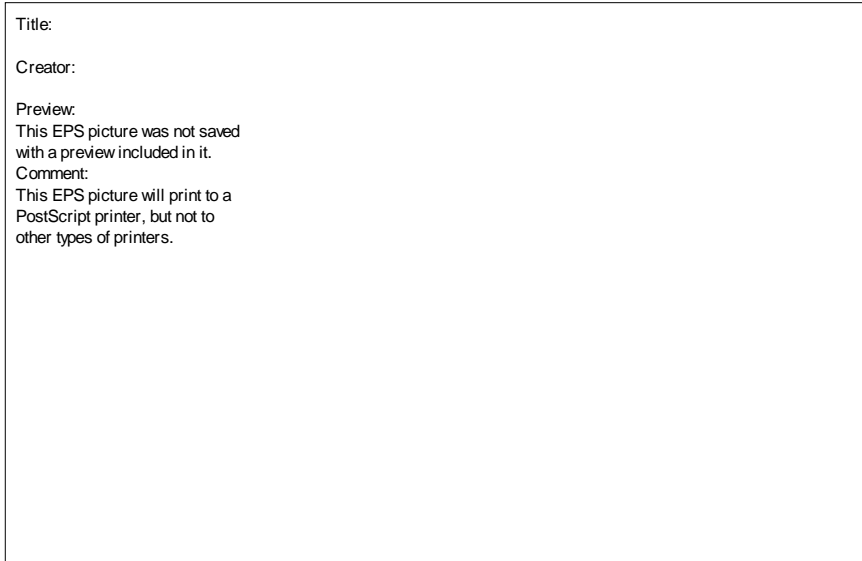 Title:
Creator:
Preview:
This EPS picture was not saved
with a preview included in it.
Comment:
This EPS picture will print to a
PostScript printer, but not to
other types of printers.